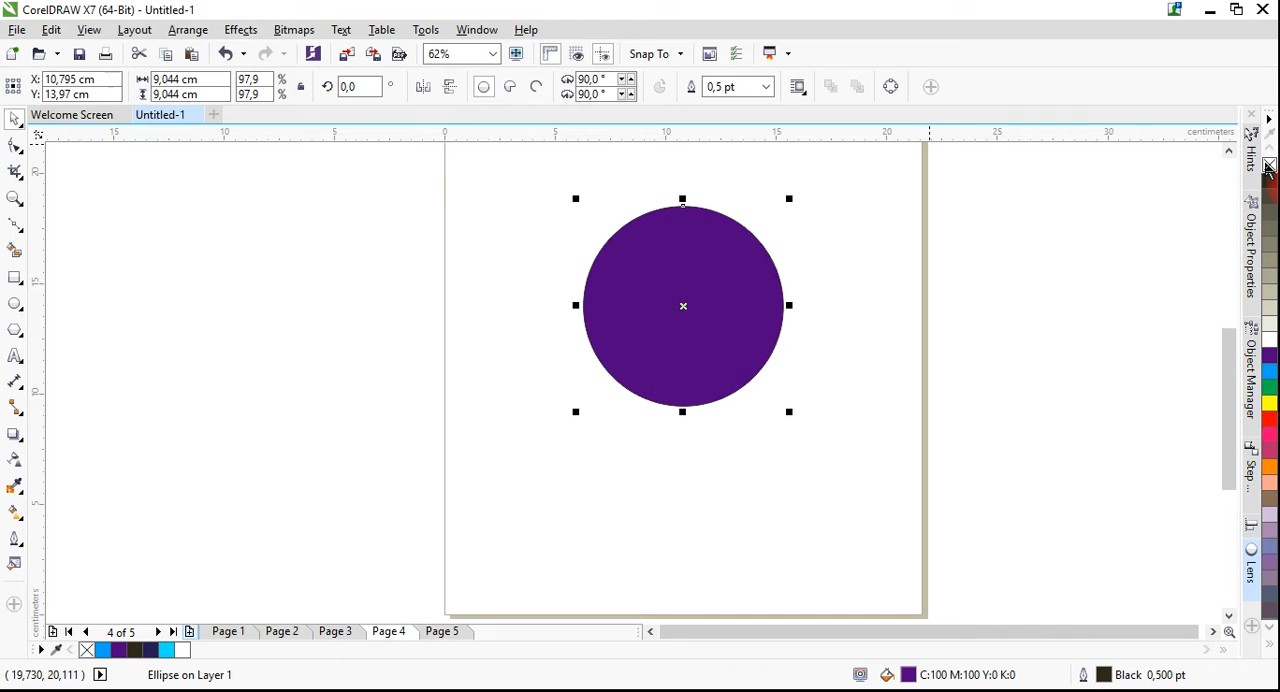 CorelDRAW X7 (64-Bit) - Untitled-1
File Edit View Layout Arrange Effects Bitmaps Text Table Tools Window Help
62% Snap To
X: 10,795 cm 9,044 cm 97,9 % 0,0 ° 90,0 ° 0,5 pt
Y: 13,97 cm 9,044 cm 97,9 % 90,0 °
Welcome Screen Untitled-1
15 10 5 0 5 10 15 20 25 30 centimeters
20
15
10
5
centimeters
Hints
Object Properties
Object Manager
Step ...
Lens
4 of 5 Page 1 Page 2 Page 3 Page 4 Page 5
( 19,730, 20,111 ) Ellipse on Layer 1 C:100 M:100 Y:0 K:0 Black 0,500 pt